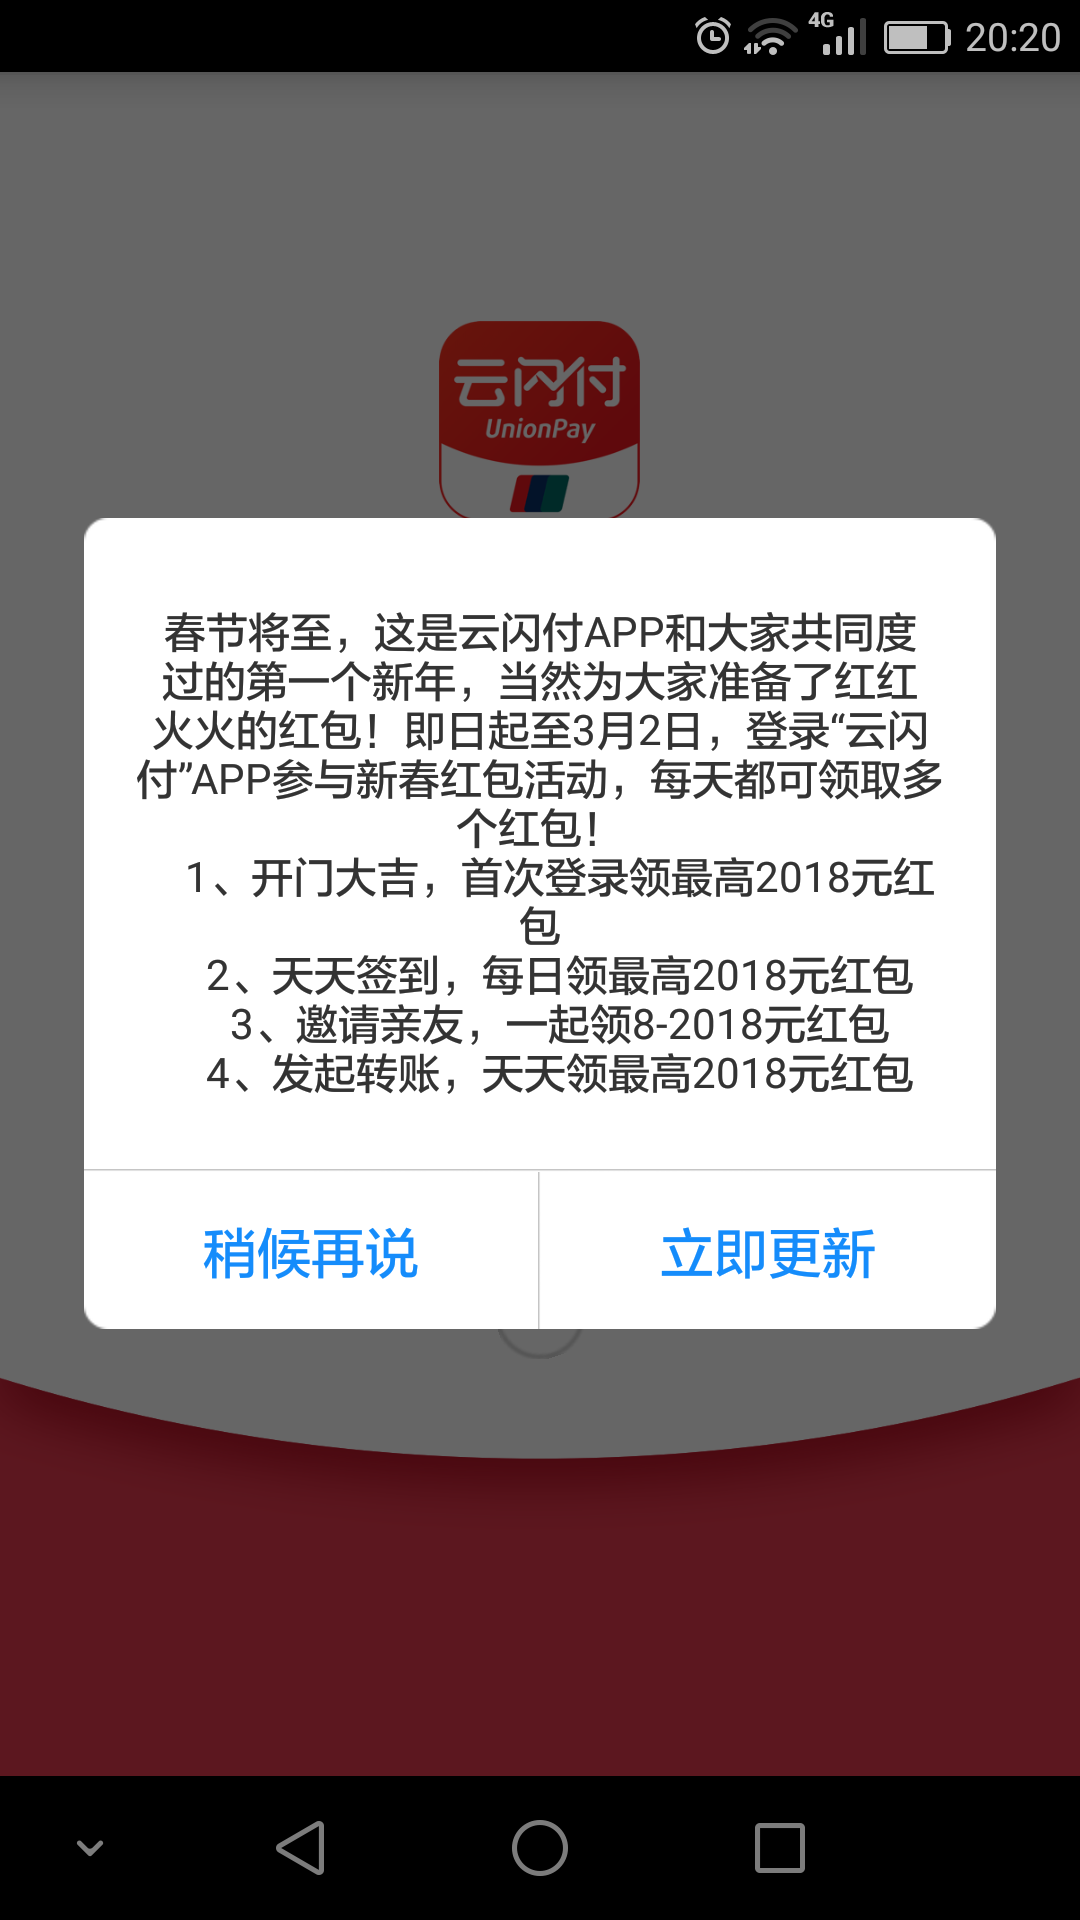 4G 20:20
云闪付
UnionPay
春节将至，这是云闪付APP和大家共同度
过的第一个新年，当然为大家准备了红红
火火的红包！即日起至3月2日，登录“云闪
付”APP参与新春红包活动，每天都可领取多
个红包！
1、开门大吉，首次登录领最高2018元红
包
2、天天签到，每日领最高2018元红包
3、邀请亲友，一起领8-2018元红包
4、发起转账，天天领最高2018元红包
稍候再说
立即更新